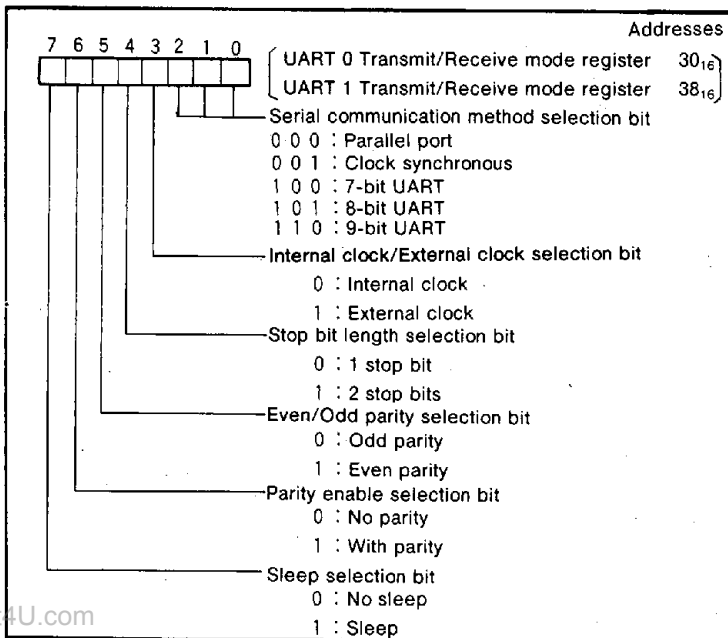 Addresses
7 6 5 4 3 2 1 0
UART 0 Transmit/Receive mode register 30₁₆
UART 1 Transmit/Receive mode register 38₁₆
Serial communication method selection bit
0 0 0 : Parallel port
0 0 1 : Clock synchronous
1 0 0 : 7-bit UART
1 0 1 : 8-bit UART
1 1 0 : 9-bit UART
Internal clock/External clock selection bit
0 : Internal clock
1 : External clock
Stop bit length selection bit
0 : 1 stop bit
1 : 2 stop bits
Even/Odd parity selection bit
0 : Odd parity
1 : Even parity
Parity enable selection bit
0 : No parity
1 : With parity
Sleep selection bit
0 : No sleep
1 : Sleep
4U.com